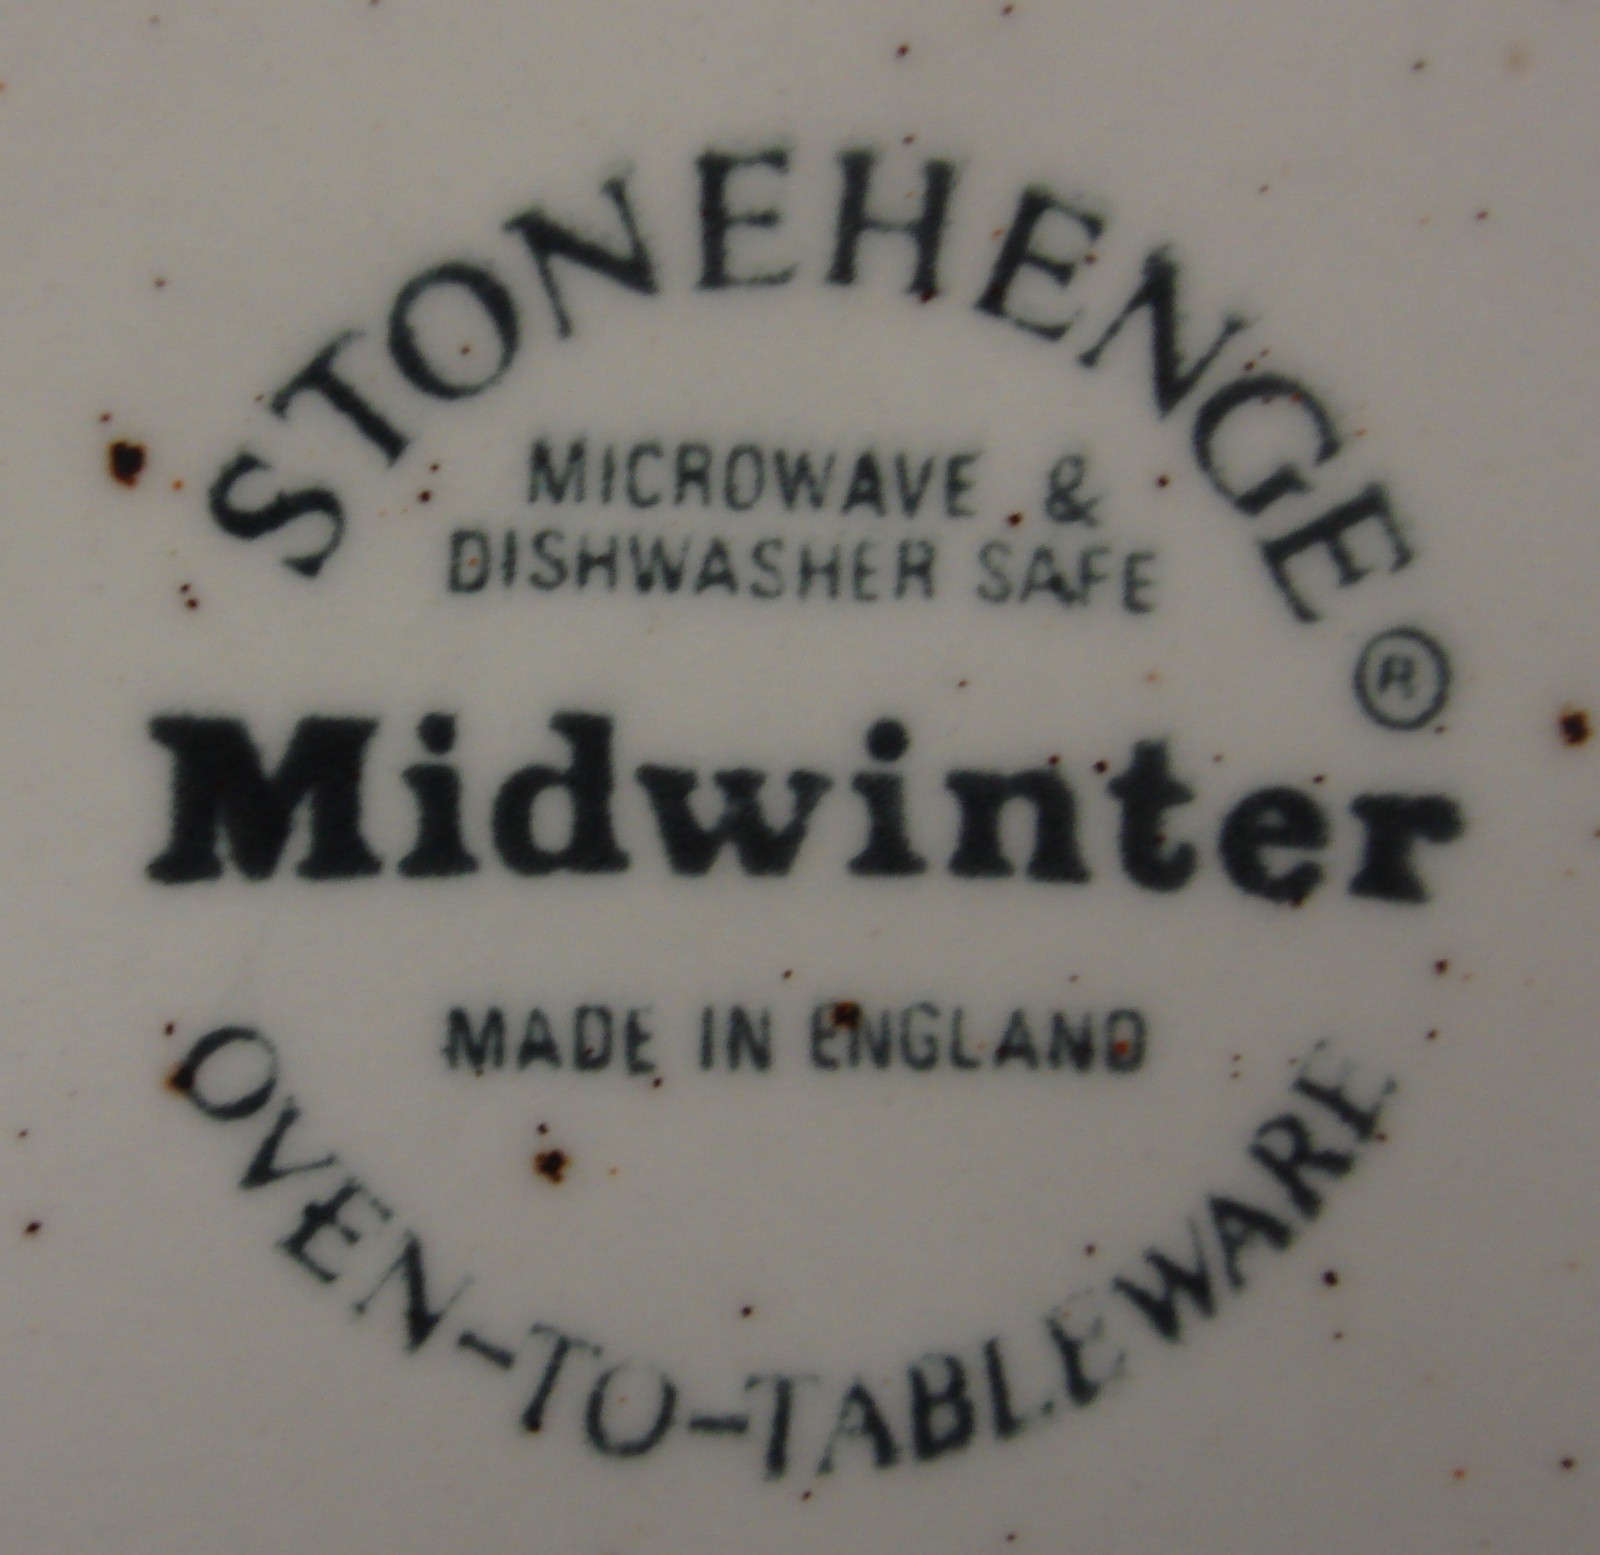 STONEHENGE ®
MICROWAVE &
DISHWASHER SAFE
Midwinter
MADE IN ENGLAND
OVEN-TO-TABLEWARE